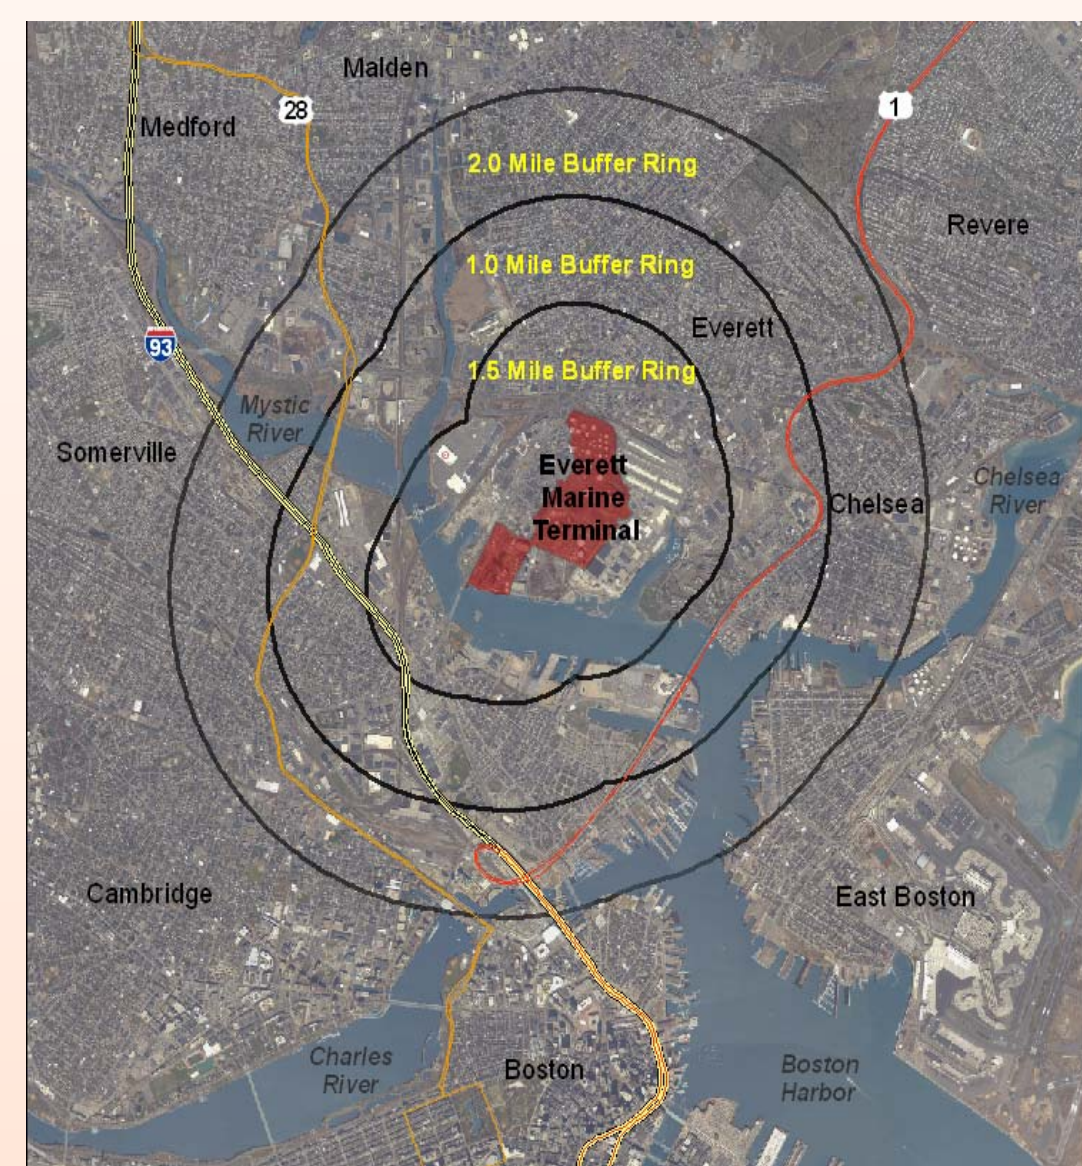 Malden
28
1
Medford
2.0 Mile Buffer Ring
Revere
1.0 Mile Buffer Ring
Everett
93
1.5 Mile Buffer Ring
Mystic
River
Somerville
Everett
Marine
Terminal
Chelsea
Chelsea
River
Cambridge
East Boston
Charles
River
Boston
Boston
Harbor